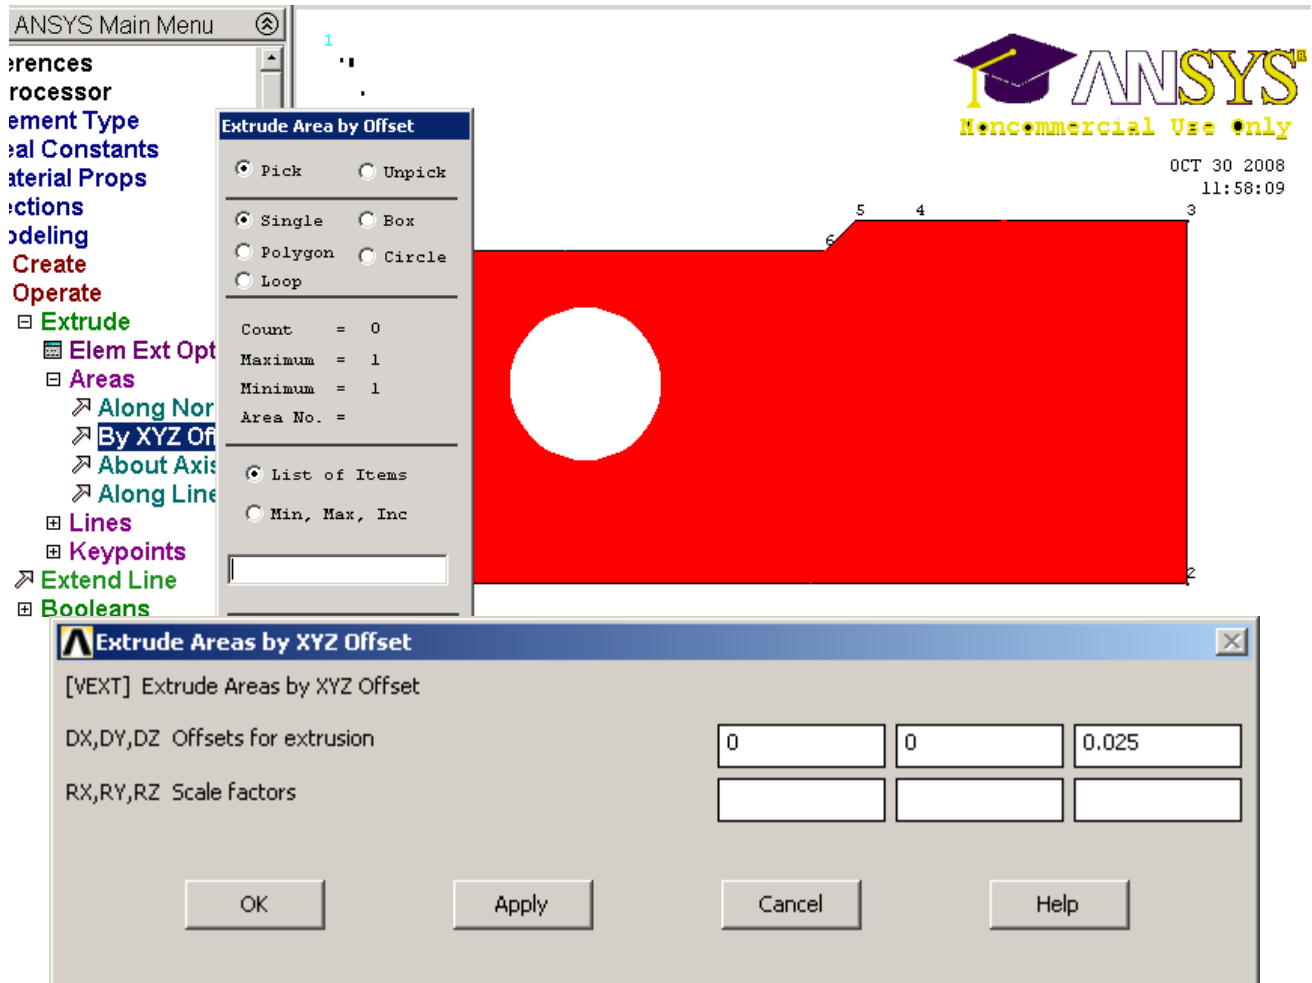 ANSYS Main Menu
erences
rocessor
ement Type
eal Constants
aterial Props
ections
odeling
Create
Operate
Extrude
Elem Ext Opt
Areas
Along Nor
By XYZ Off
About Axis
Along Line
Lines
Keypoints
Extend Line
Booleans
Extrude Area by Offset
Pick Unpick
Single Box
Polygon Circle
Loop
Count = 0
Maximum = 1
Minimum = 1
Area No. =
List of Items
Min, Max, Inc
1
ANSYS®
Noncommercial Use Only
OCT 30 2008
11:58:09
5 4 3
6
2
Extrude Areas by XYZ Offset
[VEXT] Extrude Areas by XYZ Offset
DX,DY,DZ Offsets for extrusion 0 0 0.025
RX,RY,RZ Scale factors
OK Apply Cancel Help